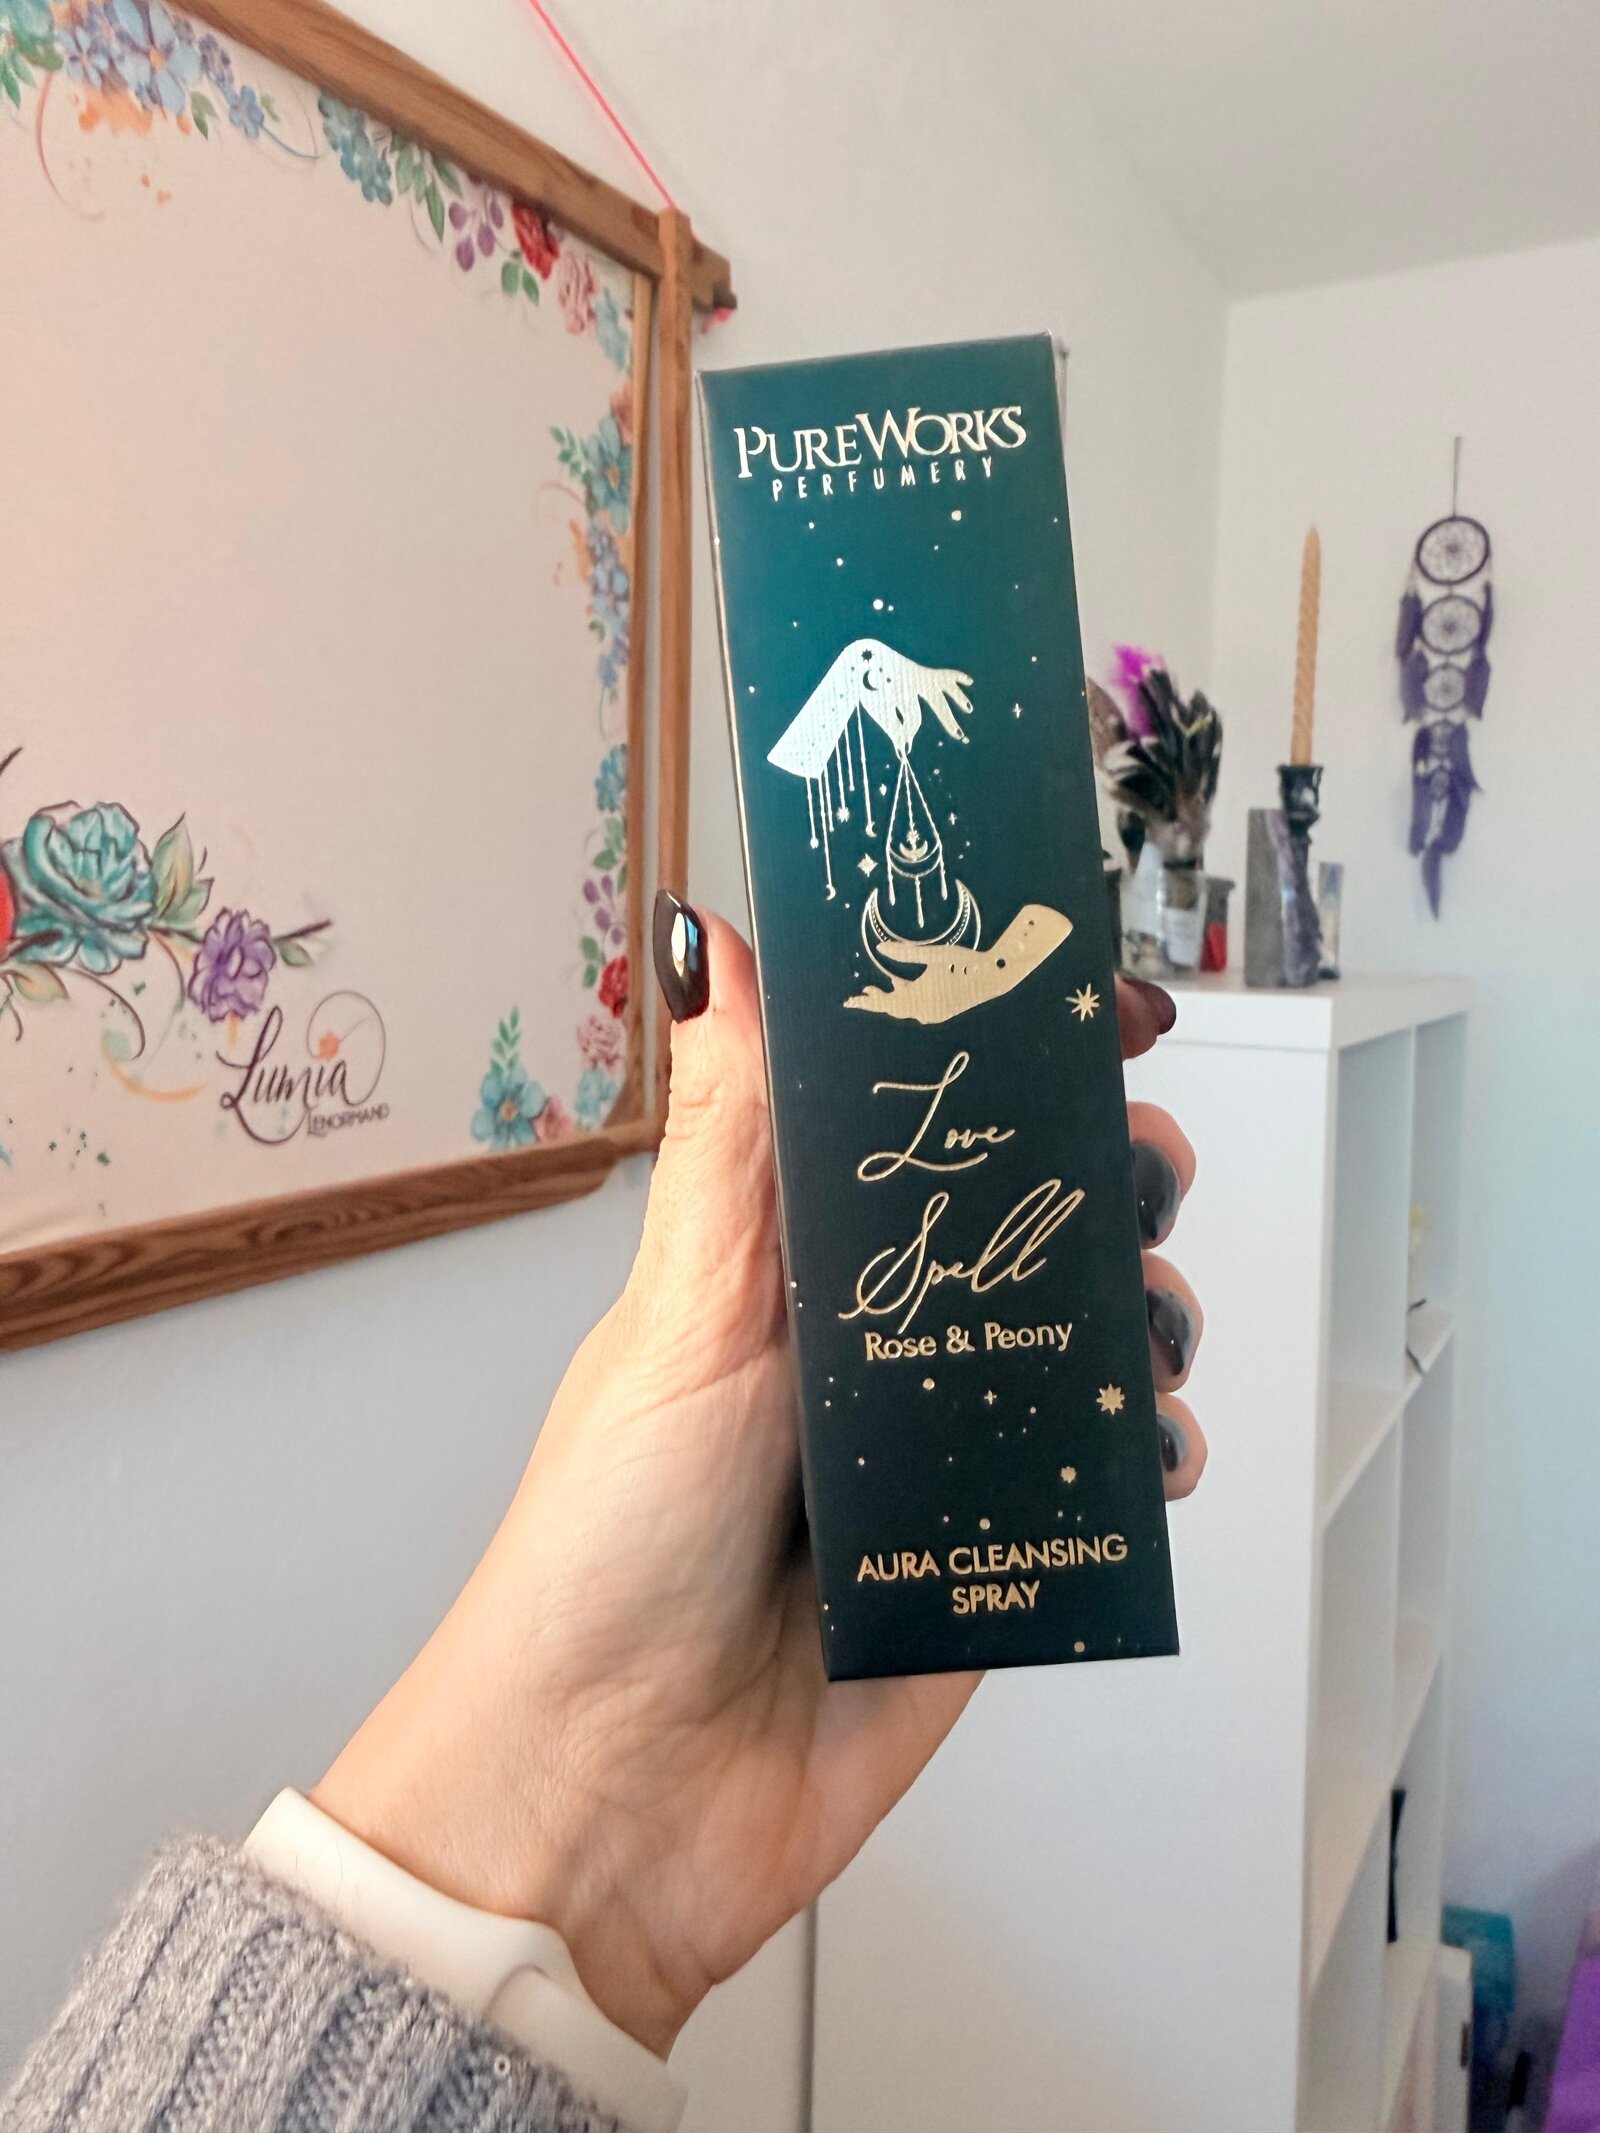 PUREWORKS
PERFUMERY
Love
Spell
Rose & Peony
AURA CLEANSING
SPRAY
Lumia
LENORMAND